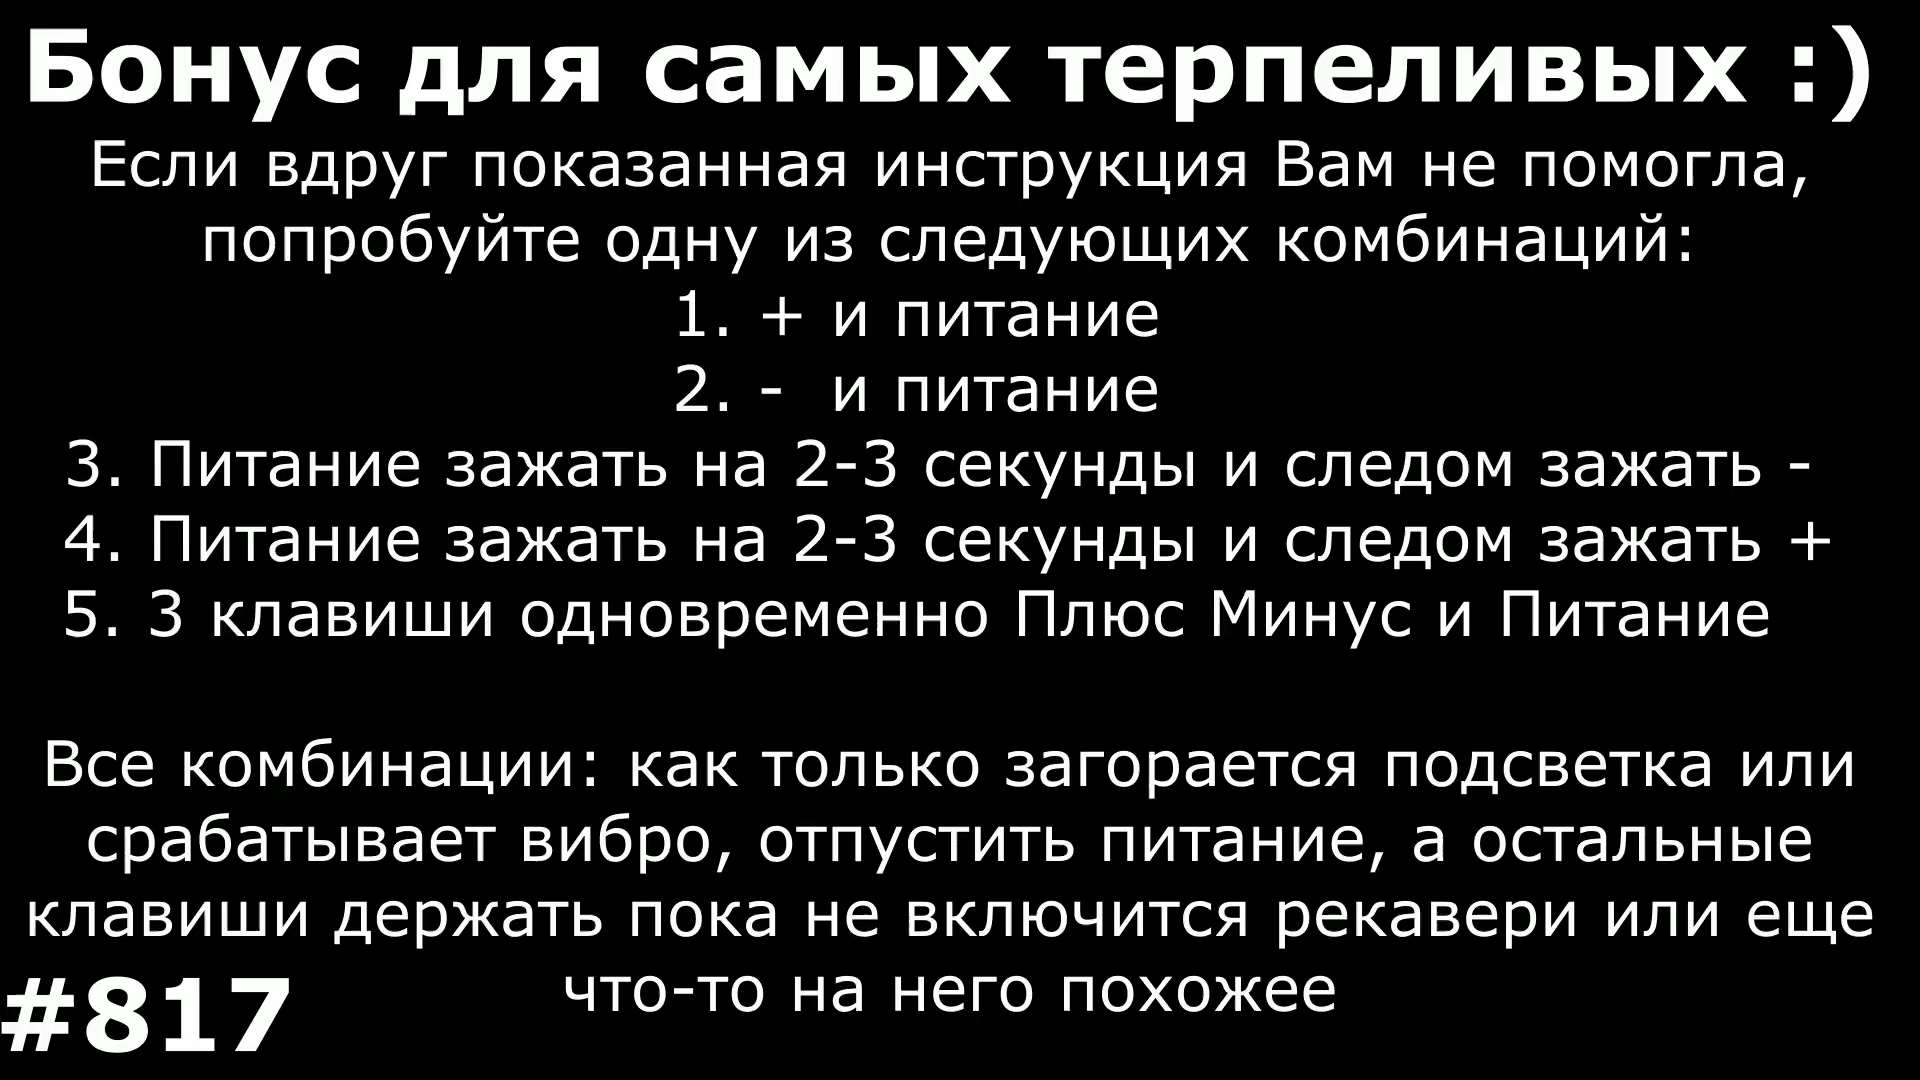 Бонус для самых терпеливых :)
Если вдруг показанная инструкция Вам не помогла,
попробуйте одну из следующих комбинаций:
1. + и питание
2. -  и питание
3. Питание зажать на 2-3 секунды и следом зажать -
4. Питание зажать на 2-3 секунды и следом зажать +
5. 3 клавиши одновременно Плюс Минус и Питание
Все комбинации: как только загорается подсветка или
срабатывает вибро, отпустить питание, а остальные
клавиши держать пока не включится рекавери или еще
что-то на него похожее
#817